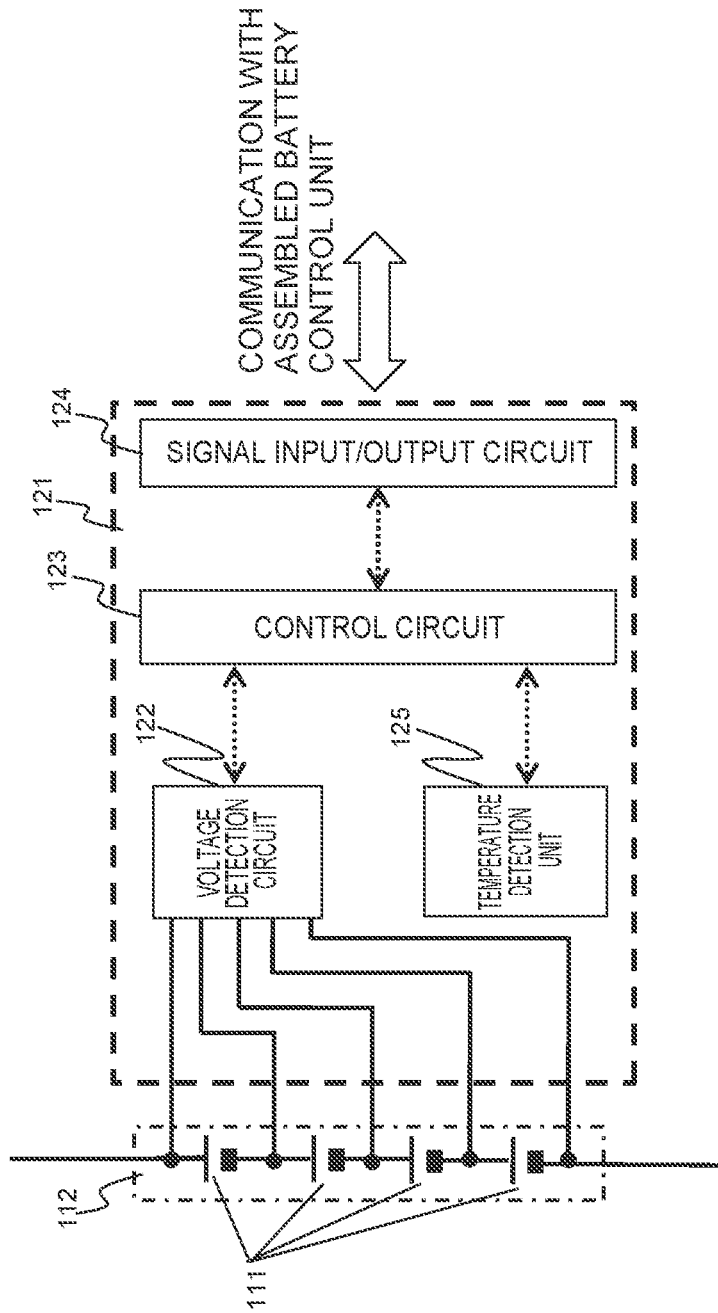 COMMUNICATION WITH
ASSEMBLED BATTERY
CONTROL UNIT
124
SIGNAL INPUT/OUTPUT CIRCUIT
121
123
CONTROL CIRCUIT
122
VOLTAGE
DETECTION
CIRCUIT
125
TEMPERATURE
DETECTION
UNIT
112
111